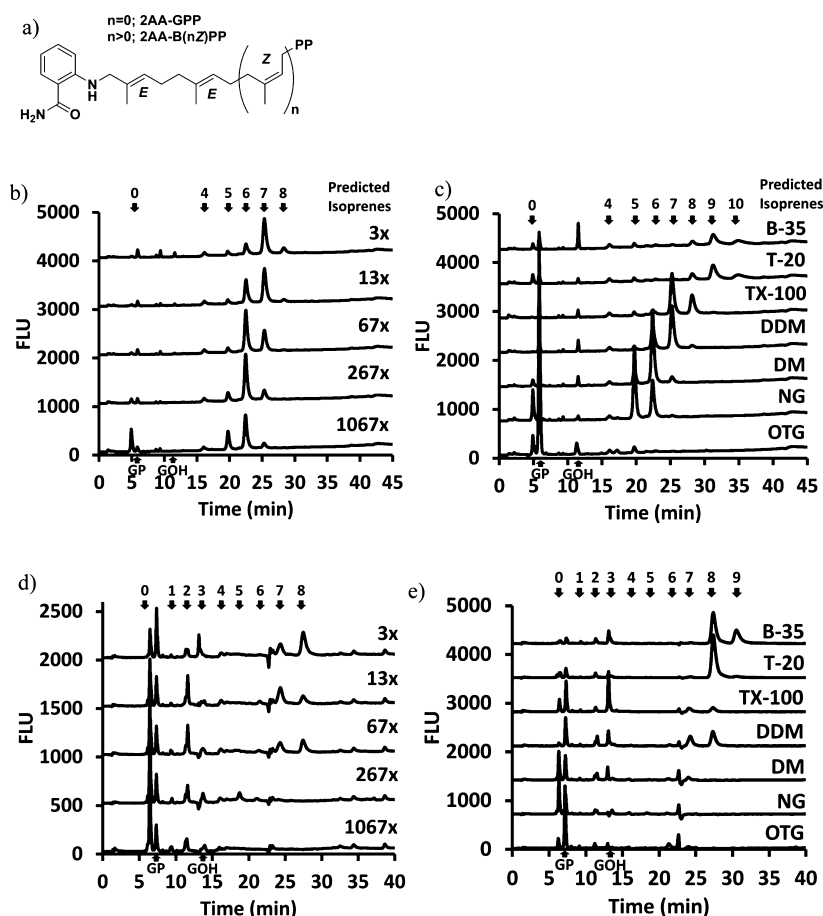 a)
n=0; 2AA-GPP
n>0; 2AA-B(nZ)PP
Z
PP
N
H
E
E
n
H₂N
O
b)
0 4 5 6 7 8
Predicted
Isoprenes
5000
4000
3000
2000
1000
0
FLU
3x
13x
67x
267x
1067x
GP
GOH
0 5 10 15 20 25 30 35 40 45
Time (min)
c)
0 4 5 6 7 8 9 10
Predicted
Isoprenes
5000
4000
3000
2000
1000
0
FLU
B-35
T-20
TX-100
DDM
DM
NG
OTG
GP
GOH
0 5 10 15 20 25 30 35 40 45
Time (min)
d)
0 1 2 3 4 5 6 7 8
2500
2000
1500
1000
500
0
FLU
3x
13x
67x
267x
1067x
GP
GOH
0 5 10 15 20 25 30 35 40
Time (min)
e)
0 1 2 3 4 5 6 7 8 9
5000
4000
3000
2000
1000
0
FLU
B-35
T-20
TX-100
DDM
DM
NG
OTG
GP
GOH
0 5 10 15 20 25 30 35 40
Time (min)